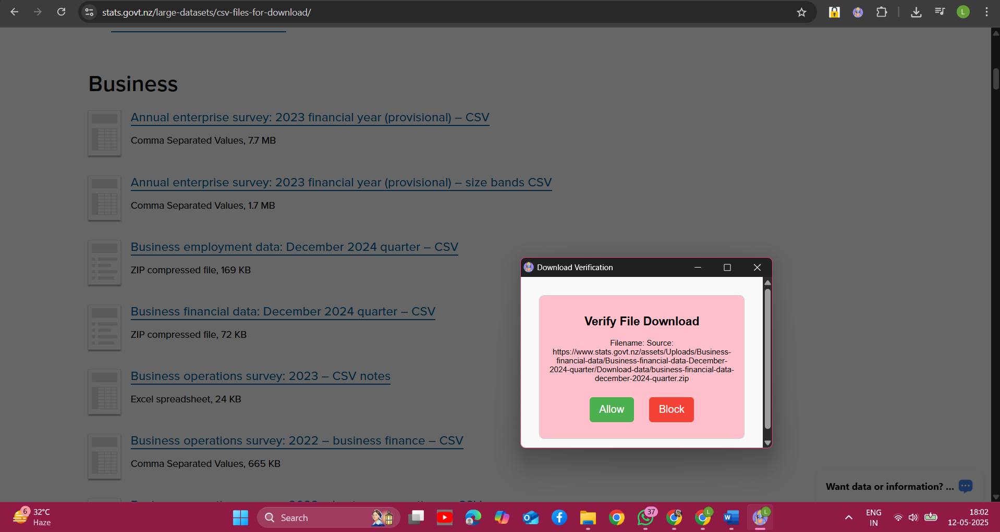 stats.govt.nz/large-datasets/csv-files-for-download/
L
Business
Annual enterprise survey: 2023 financial year (provisional) – CSV
Comma Separated Values, 7.7 MB
Annual enterprise survey: 2023 financial year (provisional) – size bands CSV
Comma Separated Values, 1.7 MB
Business employment data: December 2024 quarter – CSV
ZIP compressed file, 169 KB
Business financial data: December 2024 quarter – CSV
ZIP compressed file, 72 KB
Business operations survey: 2023 – CSV notes
Excel spreadsheet, 24 KB
Business operations survey: 2022 – business finance – CSV
Comma Separated Values, 665 KB
Download Verification
Verify File Download
Filename: Source:
https://www.stats.govt.nz/assets/Uploads/Business-
financial-data/Business-financial-data-December-
2024-quarter/Download-data/business-financial-data-
december-2024-quarter.zip
Allow
Block
Want data or information? ...
6
32°C
Haze
Search
37
L
L
ENG
IN
18:02
12-05-2025